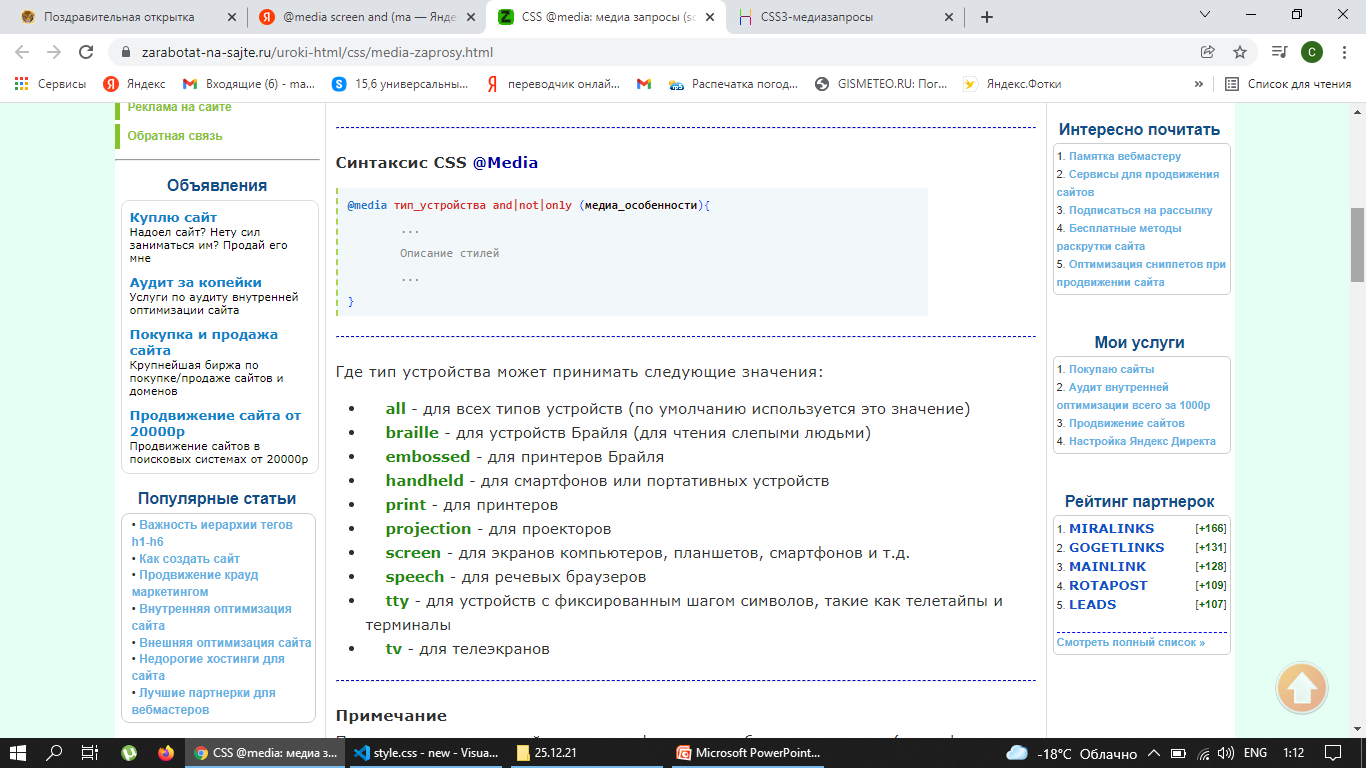 Поздравительная открытка
@media screen and (ma — Янде
CSS @media: медиа запросы (sc
CSS3-медиазапросы
zarabotat-na-sajte.ru/uroki-html/css/media-zaprosy.html
C
Сервисы
Яндекс
Входящие (6) - ma...
15,6 универсальны...
переводчик онлай...
Распечатка погод...
GISMETEO.RU: Пог...
Яндекс.Фотки
»
Список для чтения
Реклама на сайте
Обратная связь
Объявления
Куплю сайт
Надоел сайт? Нету сил
заниматься им? Продай его
мне
Аудит за копейки
Услуги по аудиту внутренней
оптимизации сайта
Покупка и продажа
сайта
Крупнейшая биржа по
покупке/продаже сайтов и
доменов
Продвижение сайта от
20000р
Продвижение сайтов в
поисковых системах от 20000р
Популярные статьи
• Важность иерархии тегов
h1-h6
• Как создать сайт
• Продвижение крауд
маркетингом
• Внутренняя оптимизация
сайта
• Внешняя оптимизация сайта
• Недорогие хостинги для
сайта
• Лучшие партнерки для
вебмастеров
Синтаксис CSS @Media
@media тип_устройства and|not|only (медиа_особенности){
...
Описание стилей
...
}
Где тип устройства может принимать следующие значения:
• all - для всех типов устройств (по умолчанию используется это значение)
• braille - для устройств Брайля (для чтения слепыми людьми)
• embossed - для принтеров Брайля
• handheld - для смартфонов или портативных устройств
• print - для принтеров
• projection - для проекторов
• screen - для экранов компьютеров, планшетов, смартфонов и т.д.
• speech - для речевых браузеров
• tty - для устройств с фиксированным шагом символов, такие как телетайпы и
терминалы
• tv - для телеэкранов
Примечание
Интересно почитать
1. Памятка вебмастеру
2. Сервисы для продвижения
сайтов
3. Подписаться на рассылку
4. Бесплатные методы
раскрутки сайта
5. Оптимизация сниппетов при
продвижении сайта
Мои услуги
1. Покупаю сайты
2. Аудит внутренней
оптимизации всего за 1000р
3. Продвижение сайтов
4. Настройка Яндекс Директа
Рейтинг партнерок
1. MIRALINKS [+166]
2. GOGETLINKS [+131]
3. MAINLINK [+128]
4. ROTAPOST [+109]
5. LEADS [+107]
Смотреть полный список »
CSS @media: медиа з...
style.css - new - Visua...
25.12.21
Microsoft PowerPoint...
-18°C Облачно
ENG
1:12